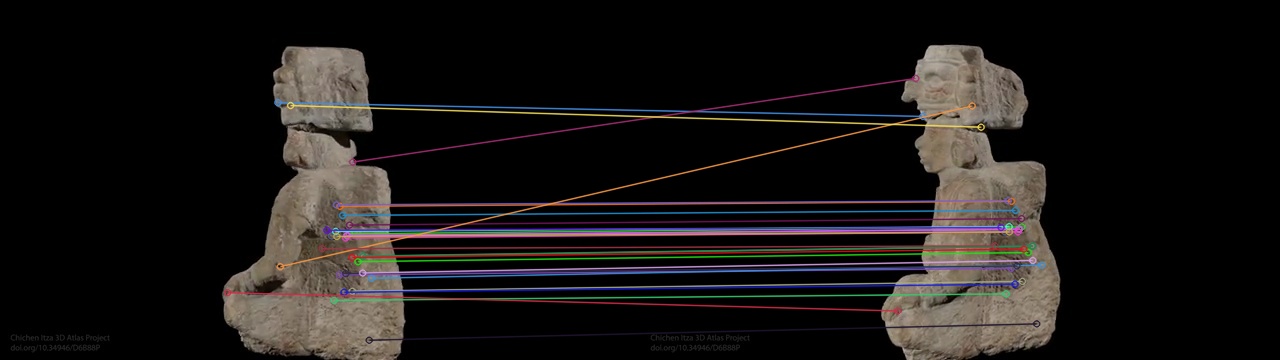 Chichen Itza 3D Atlas Project
doi.org/10.34946/D6B88P
Chichen Itza 3D Atlas Project
doi.org/10.34946/D6B88P